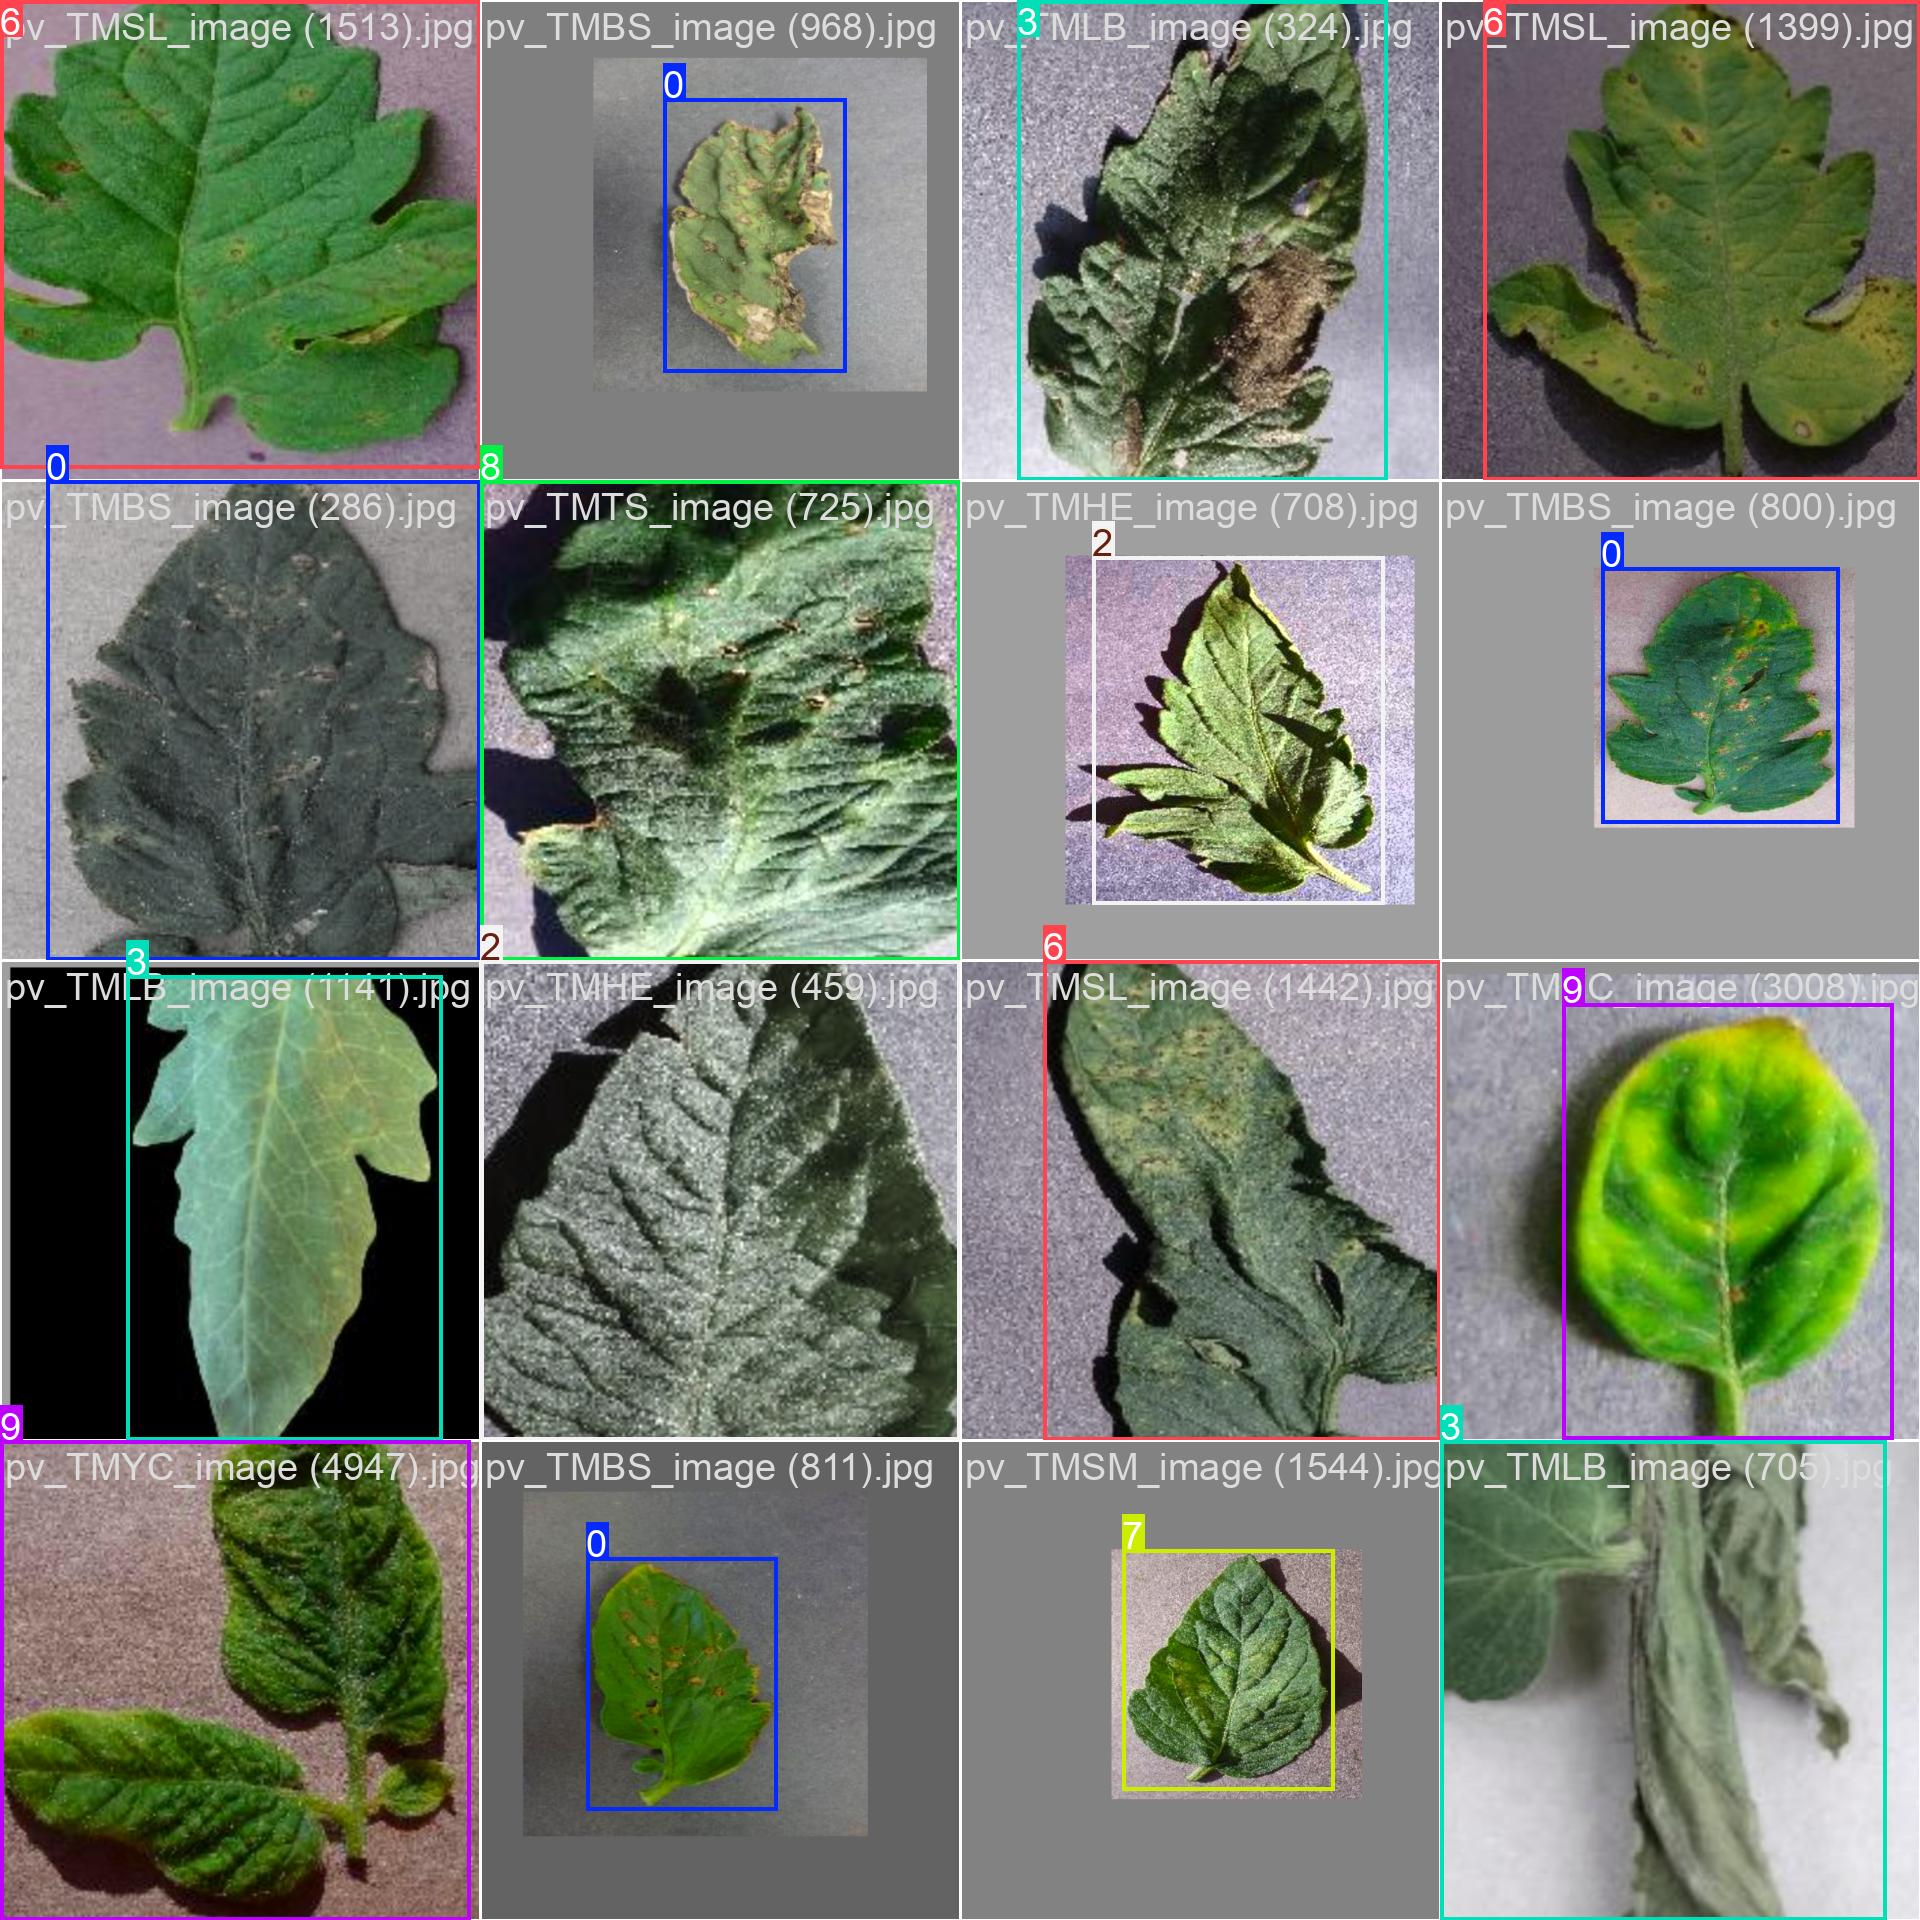 6
pv_TMSL_image (1513).jpg
pv_TMBS_image (968).jpg
0
3
pv_TMLB_image (324).jpg
6
pv_TMSL_image (1399).jpg
0
pv_TMBS_image (286).jpg
8
pv_TMTS_image (725).jpg
pv_TMHE_image (708).jpg
2
pv_TMBS_image (800).jpg
0
3
pv_TMLB_image (1141).jpg
2
pv_TMHE_image (459).jpg
6
pv_TMSL_image (1442).jpg
9
pv_TM C_image (3008).jpg
9
pv_TMYC_image (4947).jpg
pv_TMBS_image (811).jpg
0
pv_TMSM_image (1544).jpg
7
3
pv_TMLB_image (705).jpg